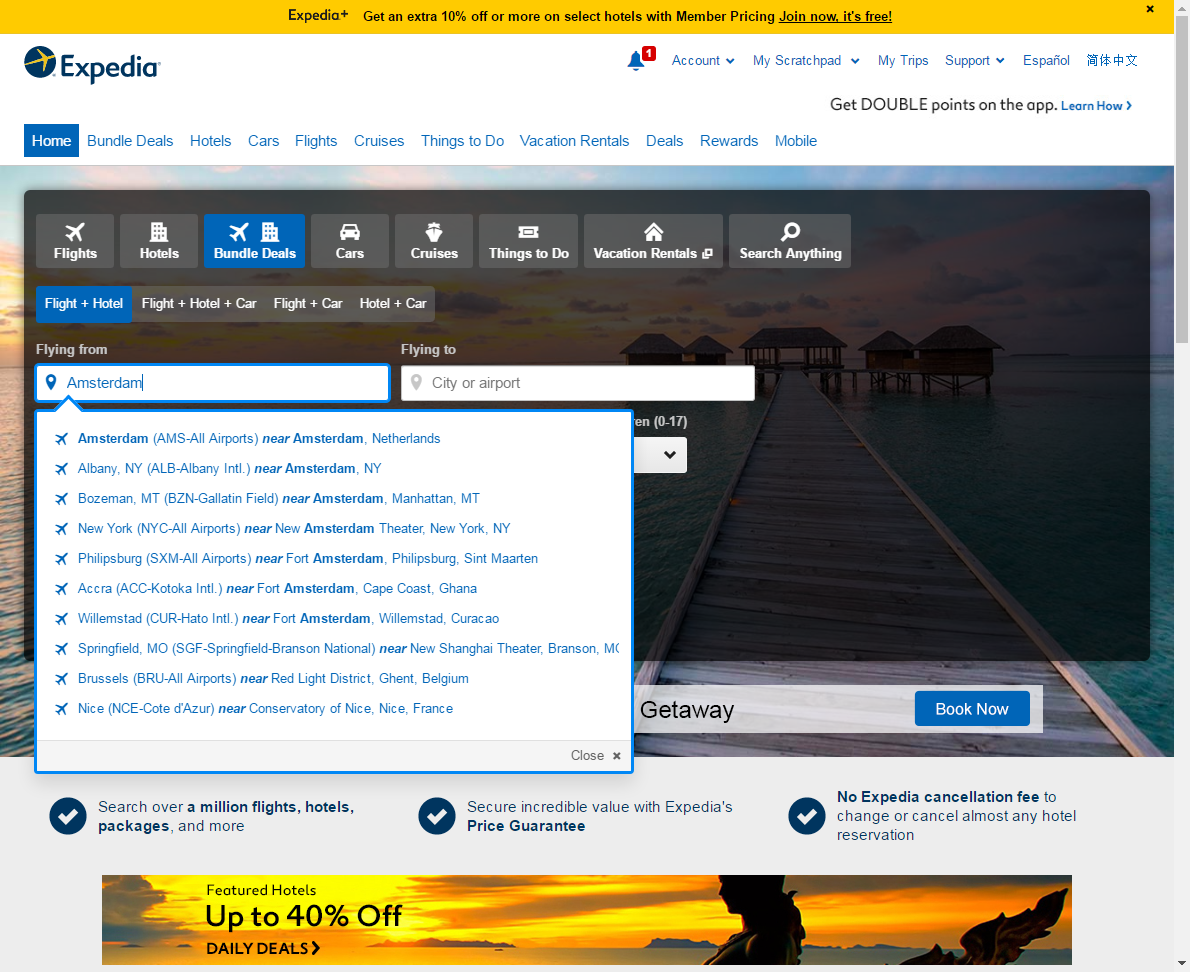 Expedia+ Get an extra 10% off or more on select hotels with Member Pricing Join now, it's free!
Expedia
1 Account My Scratchpad My Trips Support Español 简体中文
Get DOUBLE points on the app. Learn How >
Home Bundle Deals Hotels Cars Flights Cruises Things to Do Vacation Rentals Deals Rewards Mobile
Flights Hotels Bundle Deals Cars Cruises Things to Do Vacation Rentals Search Anything
Flight + Hotel Flight + Hotel + Car Flight + Car Hotel + Car
Flying from Flying to
Amsterdam City or airport
ren (0-17)
Amsterdam (AMS-All Airports) near Amsterdam, Netherlands
Albany, NY (ALB-Albany Intl.) near Amsterdam, NY
Bozeman, MT (BZN-Gallatin Field) near Amsterdam, Manhattan, MT
New York (NYC-All Airports) near New Amsterdam Theater, New York, NY
Philipsburg (SXM-All Airports) near Fort Amsterdam, Philipsburg, Sint Maarten
Accra (ACC-Kotoka Intl.) near Fort Amsterdam, Cape Coast, Ghana
Willemstad (CUR-Hato Intl.) near Fort Amsterdam, Willemstad, Curacao
Springfield, MO (SGF-Springfield-Branson National) near New Shanghai Theater, Branson, MO
Brussels (BRU-All Airports) near Red Light District, Ghent, Belgium
Nice (NCE-Cote d'Azur) near Conservatory of Nice, Nice, France
Getaway Book Now
Close ×
Search over a million flights, hotels,
packages, and more
Secure incredible value with Expedia's
Price Guarantee
No Expedia cancellation fee to
change or cancel almost any hotel
reservation
Featured Hotels
Up to 40% Off
DAILY DEALS >